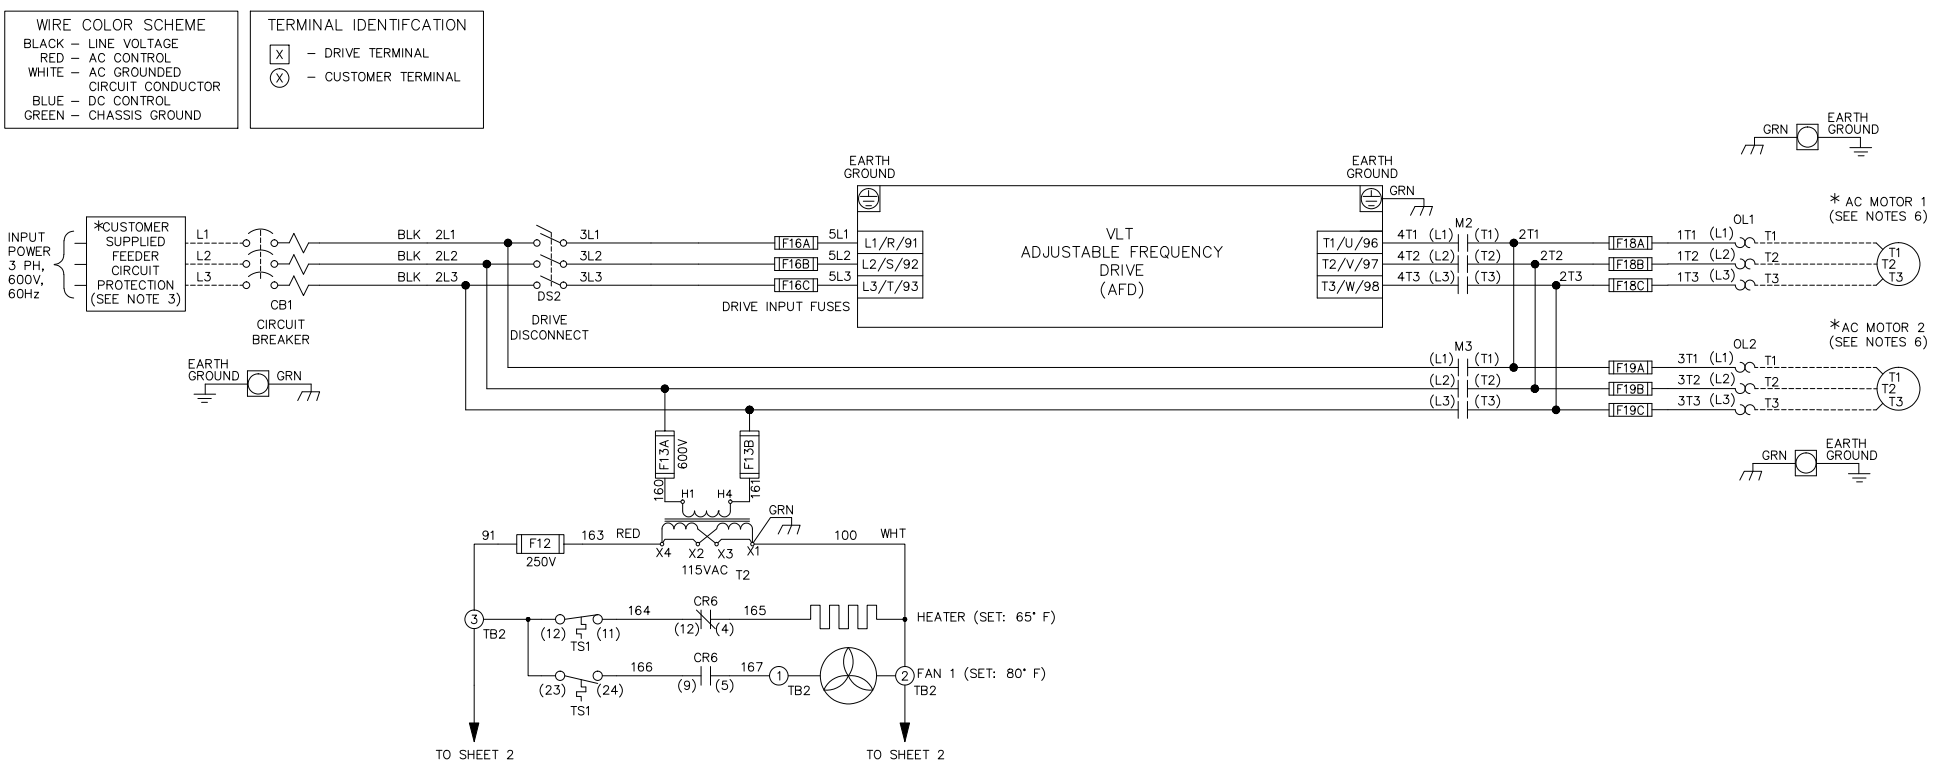 WIRE COLOR SCHEME
BLACK – LINE VOLTAGE
RED – AC CONTROL
WHITE – AC GROUNDED
CIRCUIT CONDUCTOR
BLUE – DC CONTROL
GREEN – CHASSIS GROUND
TERMINAL IDENTIFCATION
X – DRIVE TERMINAL
X – CUSTOMER TERMINAL
INPUT
POWER
3 PH,
600V,
60Hz
*CUSTOMER
SUPPLIED
FEEDER
CIRCUIT
PROTECTION
(SEE NOTE 3)
L1
L2
L3
CB1
CIRCUIT
BREAKER
EARTH
GROUND
GRN
BLK 2L1
BLK 2L2
BLK 2L3
DS2
DRIVE
DISCONNECT
3L1
3L2
3L3
F16A
F16B
F16C
DRIVE INPUT FUSES
5L1
5L2
5L3
EARTH
GROUND
L1/R/91
L2/S/92
L3/T/93
VLT
ADJUSTABLE FREQUENCY
DRIVE
(AFD)
EARTH
GROUND
GRN
T1/U/96
T2/V/97
T3/W/98
M2
4T1 (L1) (T1) 2T1
4T2 (L2) (T2) 2T2
4T3 (L3) (T3) 2T3
F18A
F18B
F18C
OL1
1T1 (L1) T1
1T2 (L2) T2
1T3 (L3) T3
GRN
EARTH
GROUND
* AC MOTOR 1
(SEE NOTES 6)
T1
T2
T3
M3
(L1) (T1)
(L2) (T2)
(L3) (T3)
F19A
F19B
F19C
OL2
3T1 (L1) T1
3T2 (L2) T2
3T3 (L3) T3
* AC MOTOR 2
(SEE NOTES 6)
T1
T2
T3
GRN
EARTH
GROUND
F13A
600V
F13B
160
161
H1 H4
GRN
91
F12
250V
163 RED
X4 X2 X3 X1
115VAC T2
100 WHT
3
TB2
(12) (11)
TS1
164
CR6
(12) (4)
165
HEATER (SET: 65° F)
(23) (24)
TS1
166
CR6
(9) (5)
167
1
TB2
2
TB2
FAN 1 (SET: 80° F)
TO SHEET 2
TO SHEET 2